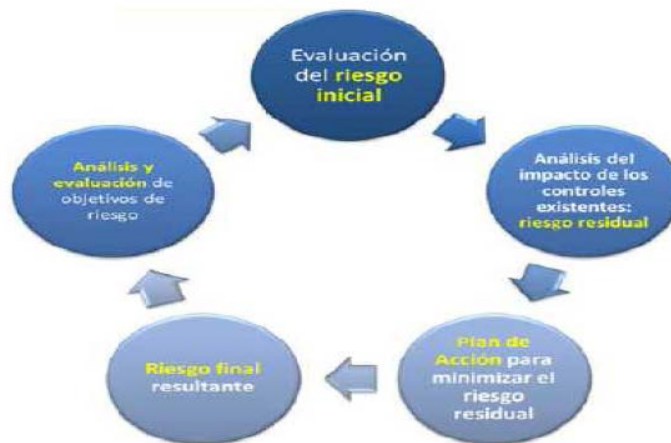 Evaluación
del riesgo
inicial
Análisis del
impacto de los
controles
existentes:
riesgo residual
Plan de
Acción para
minimizar el
riesgo
residual
Riesgo final
resultante
Análisis y
evaluación de
objetivos de
riesgo